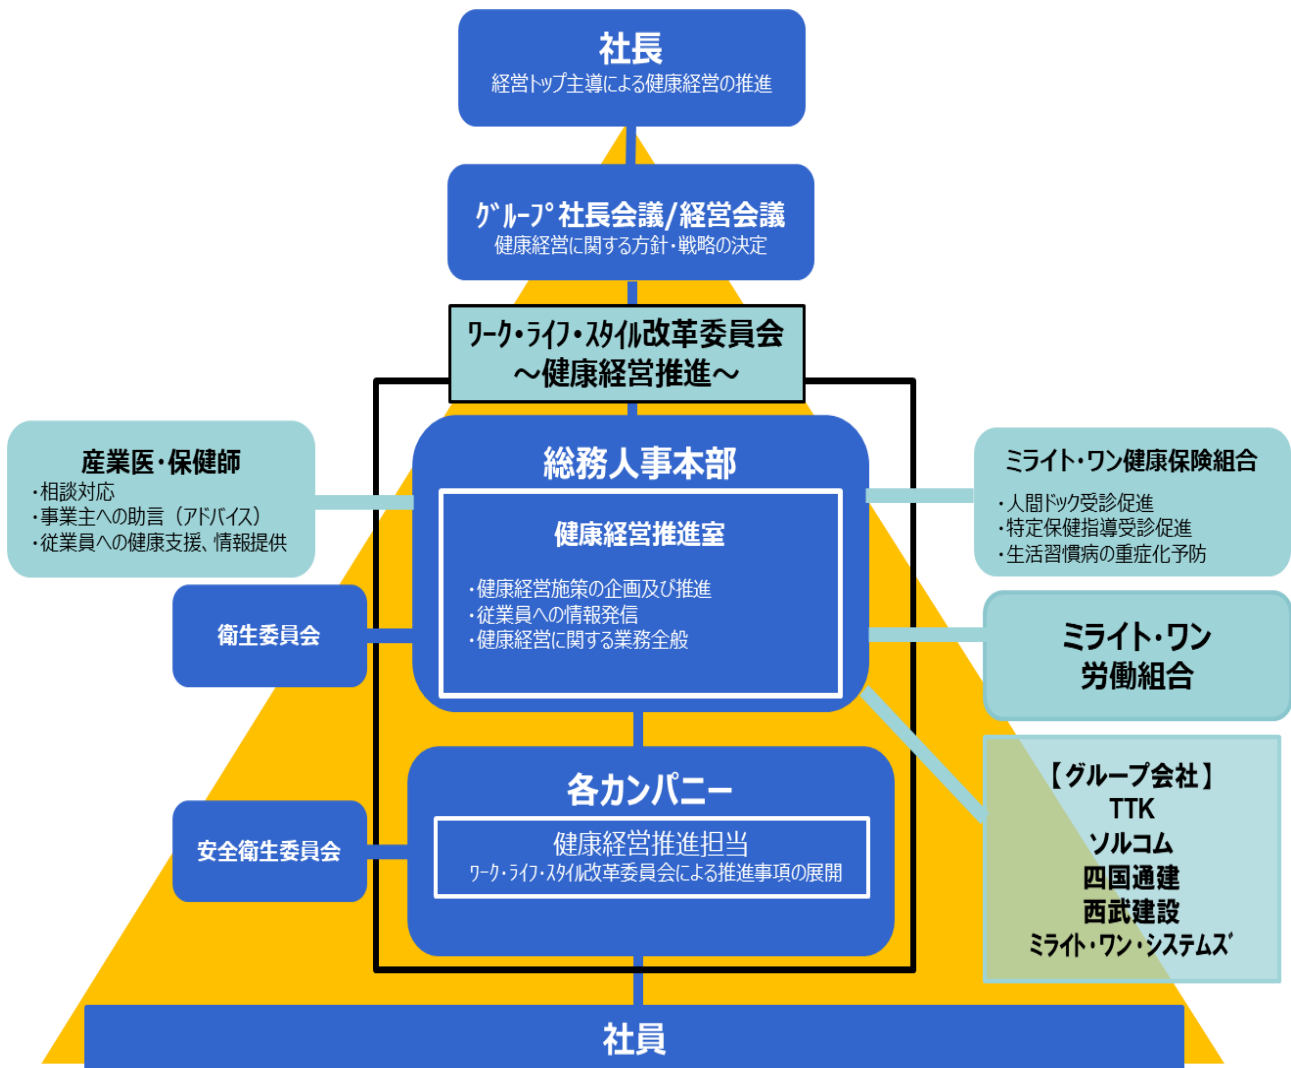 社長
経営トップ主導による健康経営の推進
グループ社長会議/経営会議
健康経営に関する方針・戦略の決定
ワーク・ライフ・スタイル改革委員会
～健康経営推進～
産業医・保健師
・相談対応
・事業主への助言（アドバイス）
・従業員への健康支援、情報提供
総務人事本部
健康経営推進室
・健康経営施策の企画及び推進
・従業員への情報発信
・健康経営に関する業務全般
ミライト・ワン健康保険組合
・人間ドック受診促進
・特定保健指導受診促進
・生活習慣病の重症化予防
衛生委員会
ミライト・ワン
労働組合
安全衛生委員会
各カンパニー
健康経営推進担当
ワーク・ライフ・スタイル改革委員会による推進事項の展開
【グループ会社】
TTK
ソルコム
四国通建
西武建設
ミライト・ワン・システムズ
社員